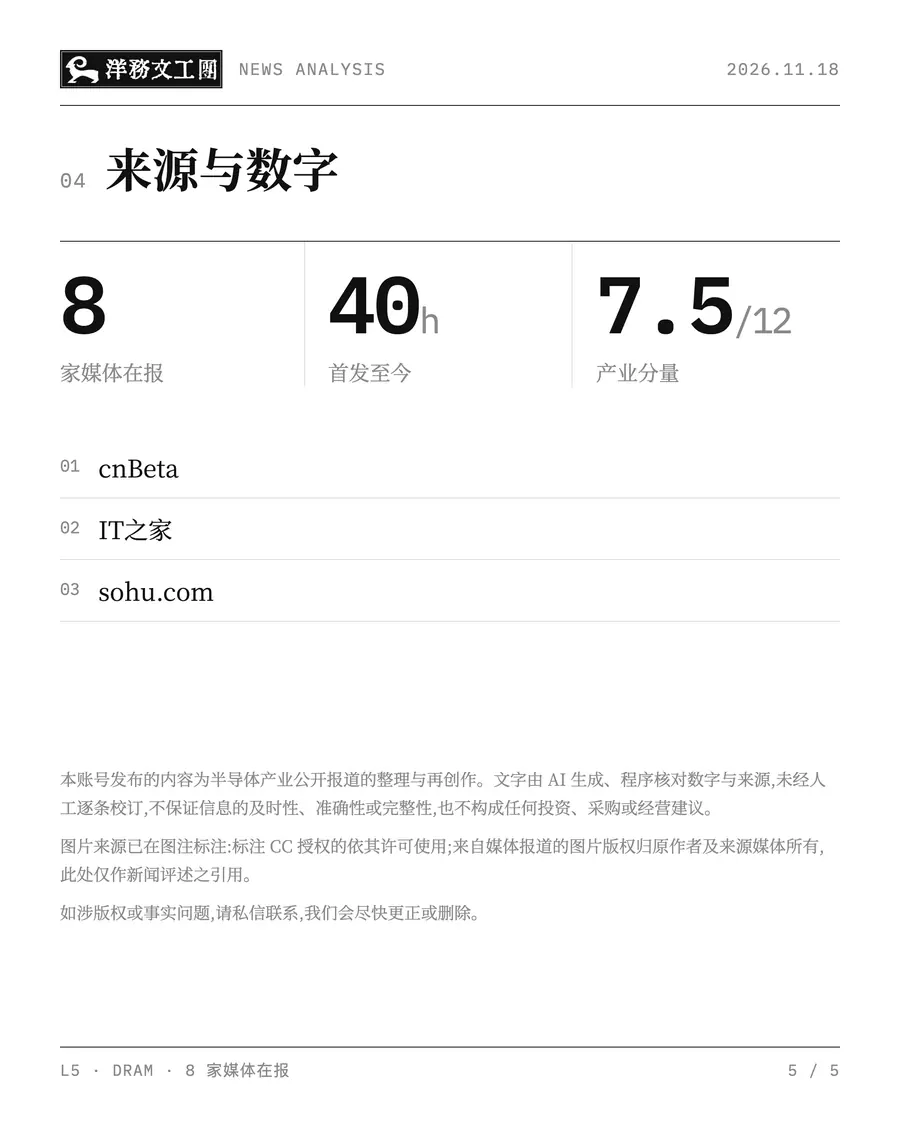 洋務文工團 NEWS ANALYSIS 2026.11.18
04 来源与数字
8 40h 7.5/12
家媒体在报 首发至今 产业分量
01 cnBeta
02 IT之家
03 sohu.com
本账号发布的内容为半导体产业公开报道的整理与再创作。文字由 AI 生成、程序核对数字与来源,未经人
工逐条校订,不保证信息的及时性、准确性或完整性,也不构成任何投资、采购或经营建议。
图片来源已在图注标注:标注 CC 授权的依其许可使用;来自媒体报道的图片版权归原作者及来源媒体所有,
此处仅作新闻评述之引用。
如涉版权或事实问题,请私信联系,我们会尽快更正或删除。
L5 · DRAM · 8 家媒体在报 5 / 5